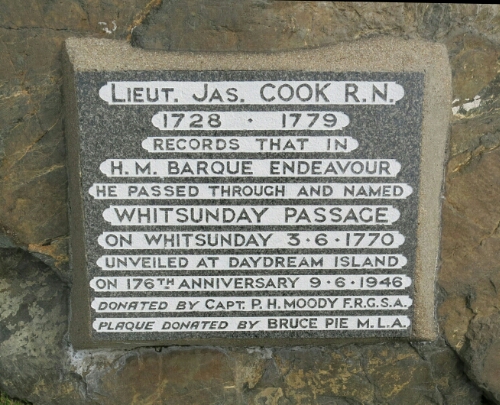 LIEUT. JAS. COOK R.N.
1728 · 1779
RECORDS THAT IN
H.M. BARQUE ENDEAVOUR
HE PASSED THROUGH AND NAMED
WHITSUNDAY PASSAGE
ON WHITSUNDAY 3·6·1770
UNVEILED AT DAYDREAM ISLAND
ON 176TH ANNIVERSARY 9·6·1946
DONATED BY CAPT. P.H. MOODY F.R.G.S.A.
PLAQUE DONATED BY BRUCE PIE M.L.A.